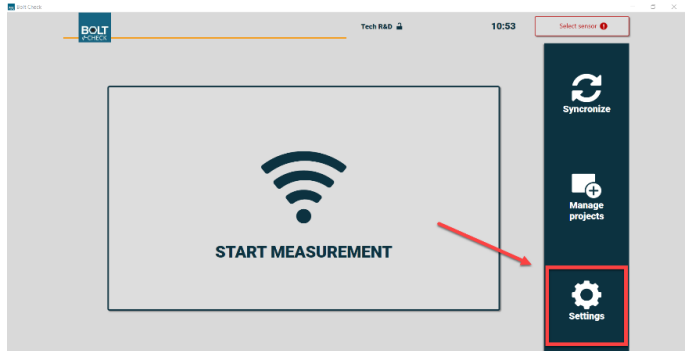 Bolt Check
BOLT
CHECK
Tech R&D
10:53
Select sensor
START MEASUREMENT
Syncronize
Manage
projects
Settings